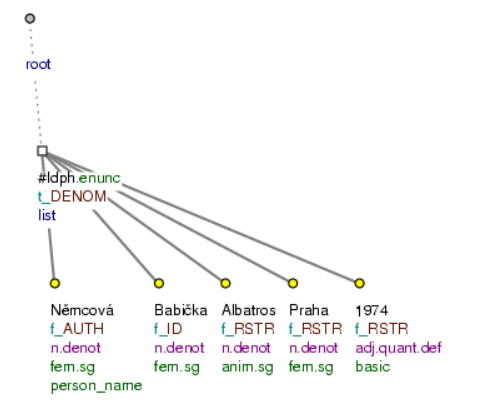 root
#Idph.enunc
t_DENOM
list
Němcová Babička Albatros Praha 1974
f_AUTH f_ID f_RSTR f_RSTR f_RSTR
n.denot n.denot n.denot n.denot adj.quant.def
fem.sg fem.sg anim.sg fem.sg basic
person_name